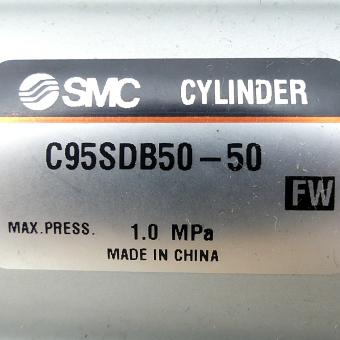 SMC CYLINDER
C95SDB50-50
FW
MAX.PRESS. 1.0 MPa
MADE IN CHINA